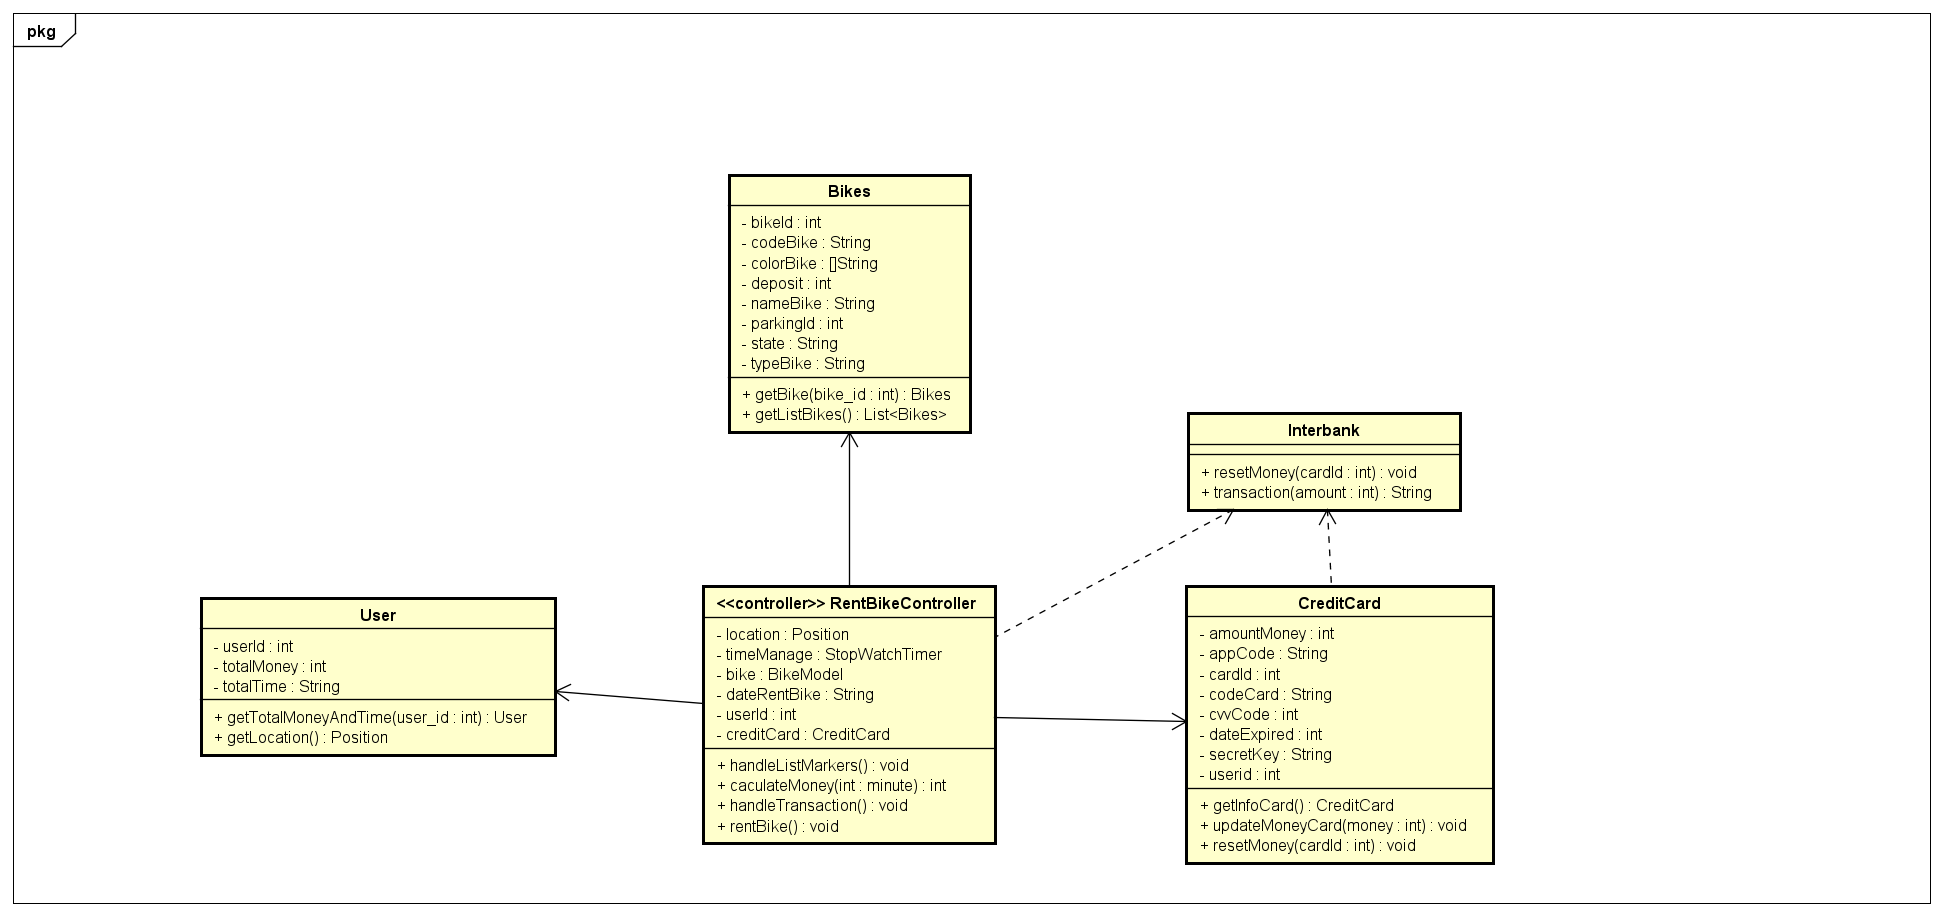 pkg
Bikes
- bikeId : int
- codeBike : String
- colorBike : []String
- deposit : int
- nameBike : String
- parkingId : int
- state : String
- typeBike : String
+ getBike(bike_id : int) : Bikes
+ getListBikes() : List<Bikes>
Interbank
+ resetMoney(cardId : int) : void
+ transaction(amount : int) : String
User
- userId : int
- totalMoney : int
- totalTime : String
+ getTotalMoneyAndTime(user_id : int) : User
+ getLocation() : Position
<<controller>> RentBikeController
- location : Position
- timeManage : StopWatchTimer
- bike : BikeModel
- dateRentBike : String
- userId : int
- creditCard : CreditCard
+ handleListMarkers() : void
+ caculateMoney(int : minute) : int
+ handleTransaction() : void
+ rentBike() : void
CreditCard
- amountMoney : int
- appCode : String
- cardId : int
- codeCard : String
- cvvCode : int
- dateExpired : int
- secretKey : String
- userid : int
+ getInfoCard() : CreditCard
+ updateMoneyCard(money : int) : void
+ resetMoney(cardId : int) : void